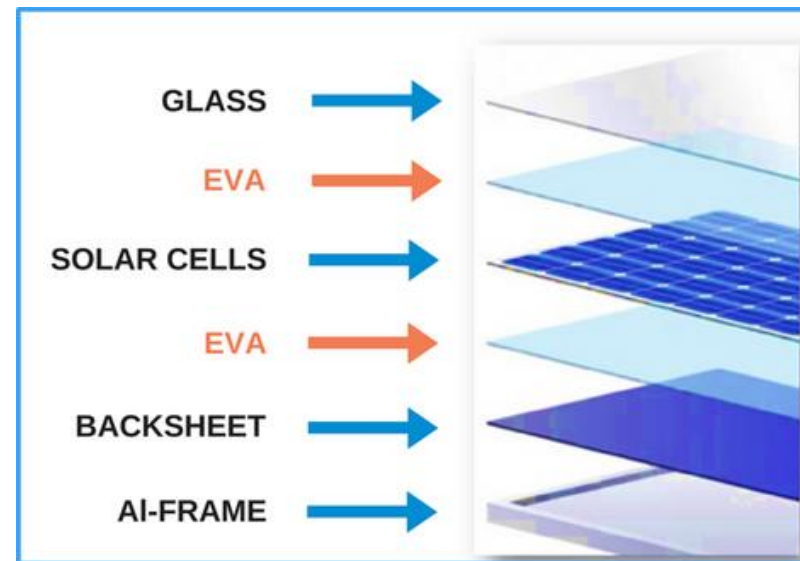 GLASS
EVA
SOLAR CELLS
EVA
BACKSHEET
Al-FRAME